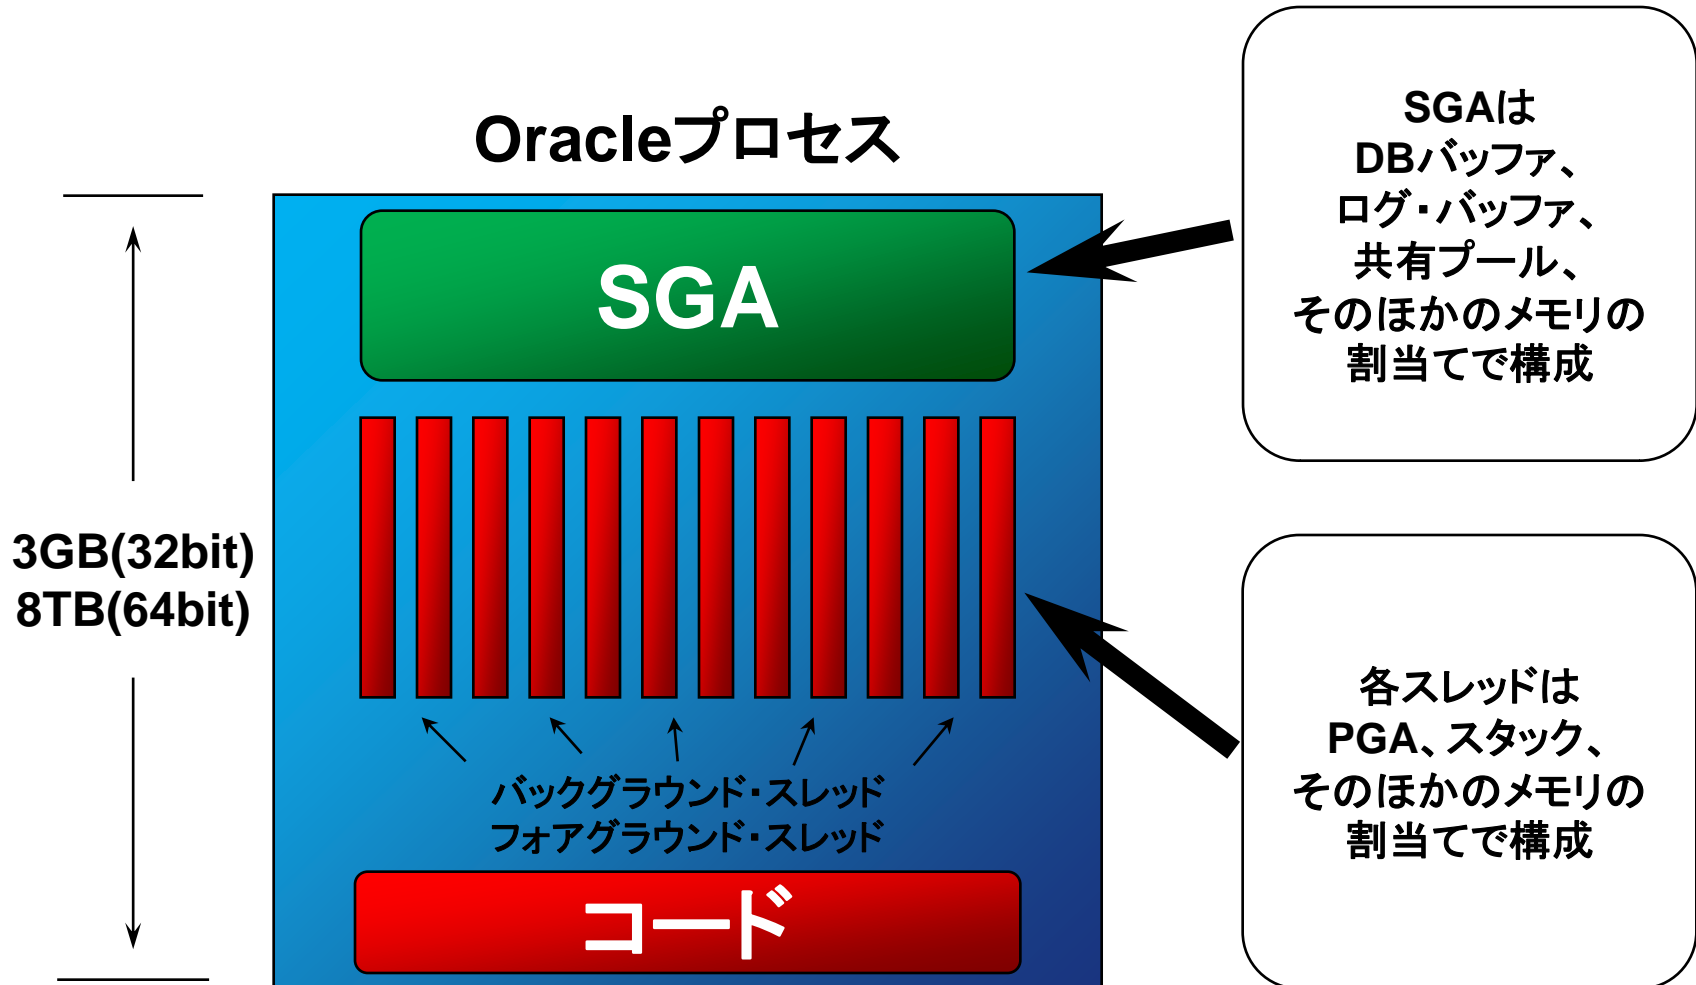 Oracleプロセス
SGA
バックグラウンド・スレッド
フォアグラウンド・スレッド
コード
3GB(32bit)
8TB(64bit)
SGAは
DBバッファ、
ログ・バッファ、
共有プール、
そのほかのメモリの
割当てで構成
各スレッドは
PGA、スタック、
そのほかのメモリの
割当てで構成